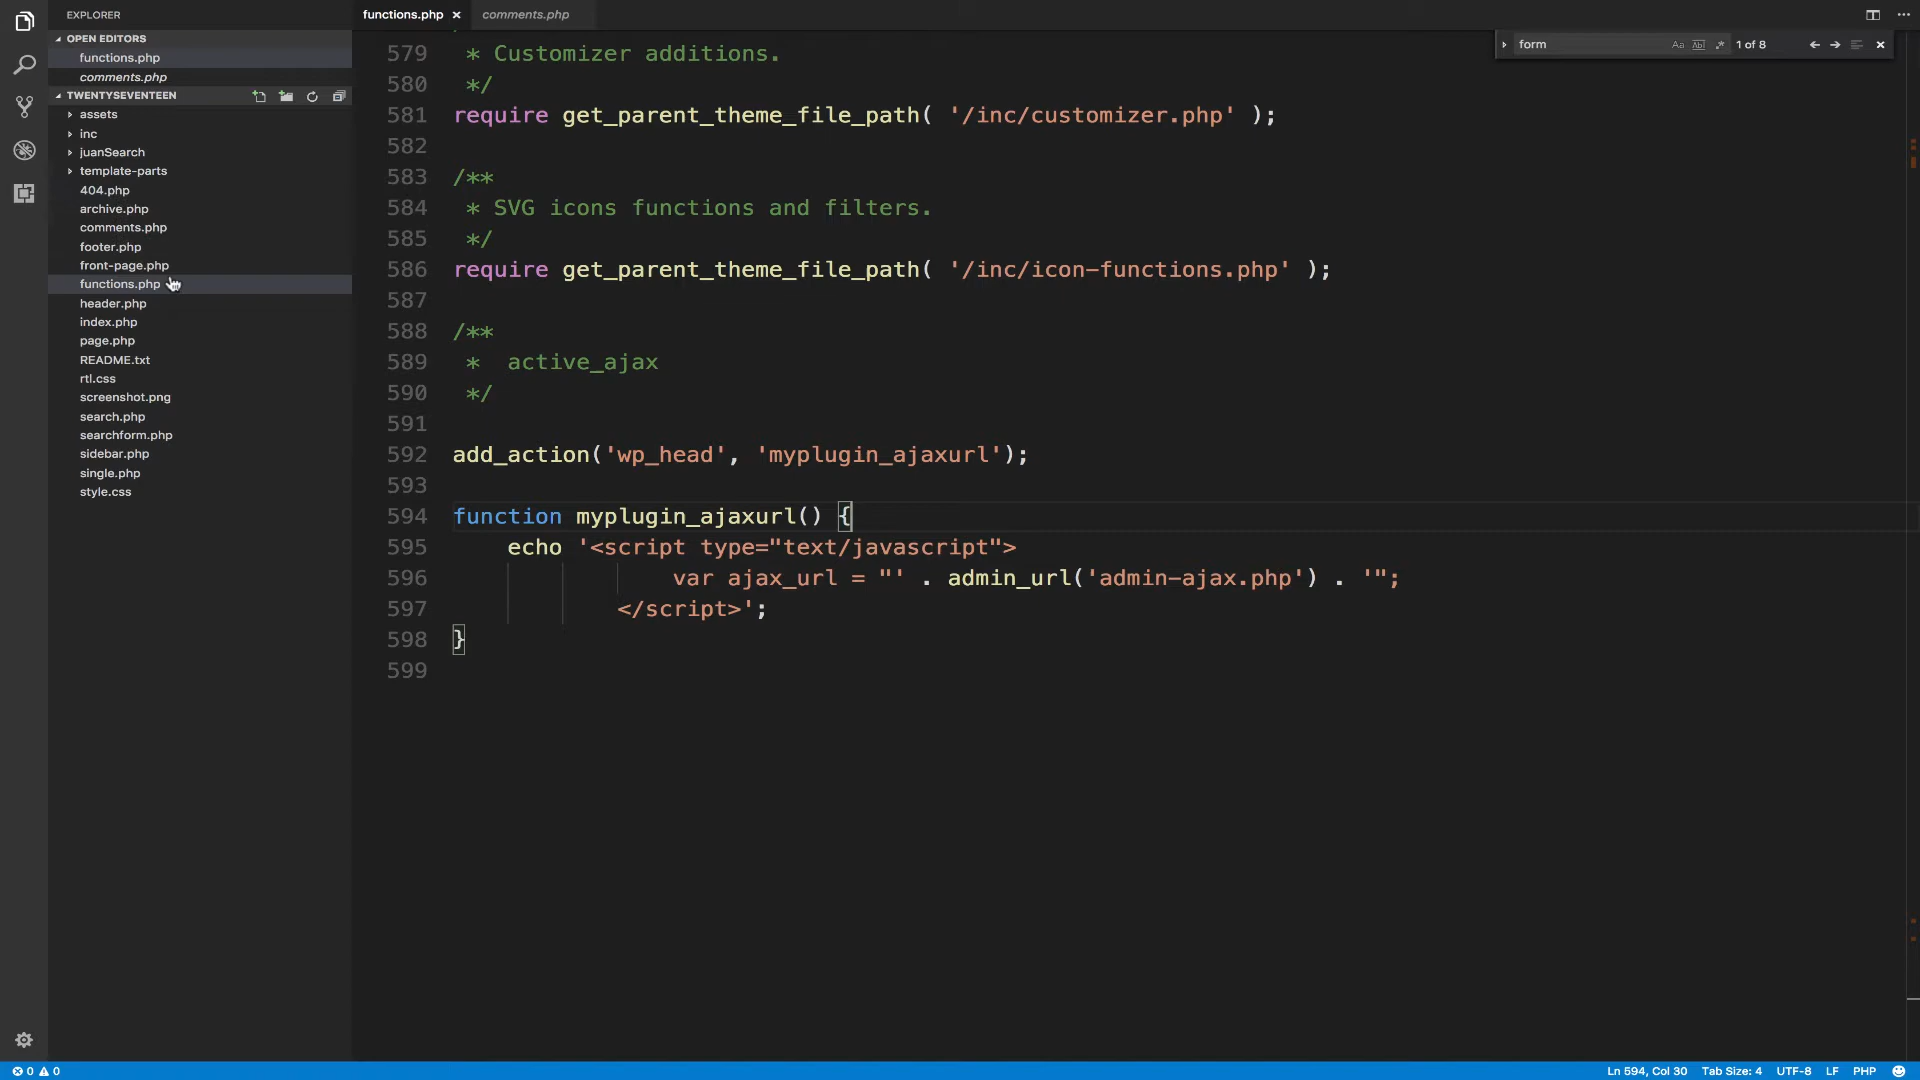 EXPLORER
OPEN EDITORS
functions.php
comments.php
TWENTYSEVENTEEN
assets
inc
juanSearch
template-parts
404.php
archive.php
comments.php
footer.php
front-page.php
functions.php
header.php
index.php
page.php
README.txt
rtl.css
screenshot.png
search.php
searchform.php
sidebar.php
single.php
style.css
functions.php × comments.php
form Aa Abl .* 1 of 8
579 * Customizer additions.
580 */
581 require get_parent_theme_file_path( '/inc/customizer.php' );
582
583 /**
584 * SVG icons functions and filters.
585 */
586 require get_parent_theme_file_path( '/inc/icon-functions.php' );
587
588 /**
589 * active_ajax
590 */
591
592 add_action('wp_head', 'myplugin_ajaxurl');
593
594 function myplugin_ajaxurl() {
595 echo '<script type="text/javascript">
596 var ajax_url = "' . admin_url('admin-ajax.php') . '";
597 </script>';
598 }
599
0 0
Ln 594, Col 30 Tab Size: 4 UTF-8 LF PHP